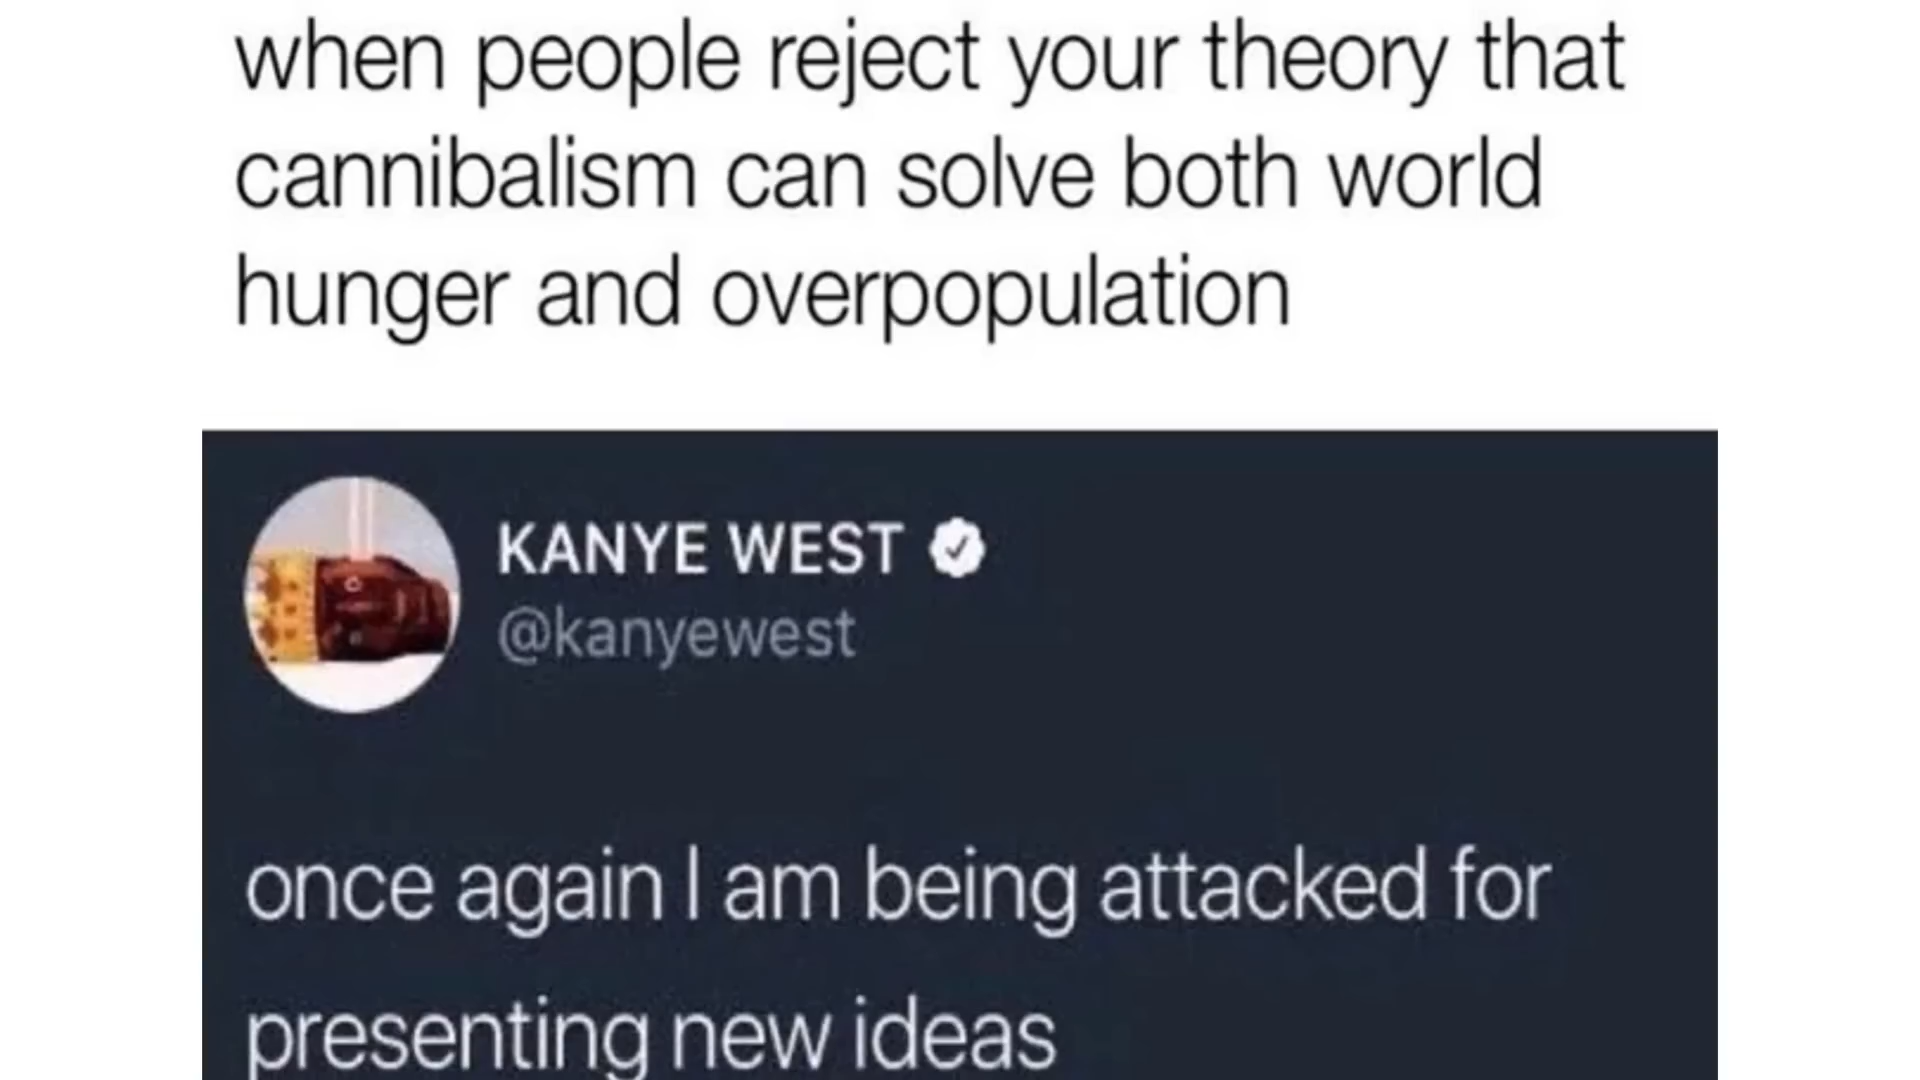 when people reject your theory that
cannibalism can solve both world
hunger and overpopulation
KANYE WEST
@kanyewest
once again I am being attacked for
presenting new ideas